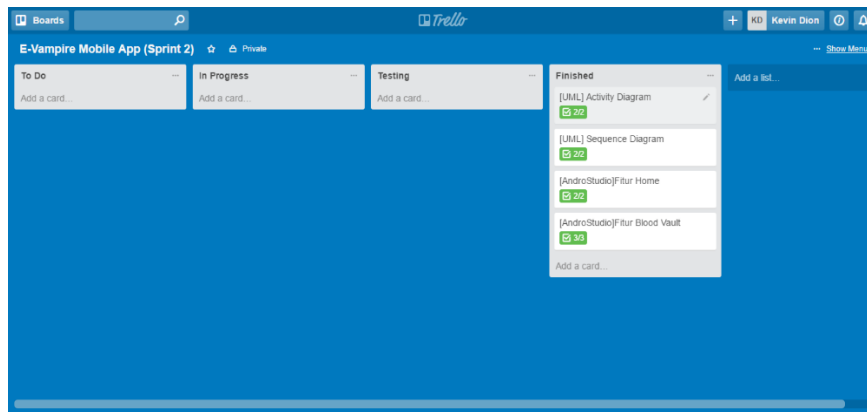 Boards
Trello
KD Kevin Dion
E-Vampire Mobile App (Sprint 2)
Private
Show Menu
To Do
Add a card...
In Progress
Add a card...
Testing
Add a card...
Finished
[UML] Activity Diagram
2/2
[UML] Sequence Diagram
2/2
[AndroStudio]Fitur Home
2/2
[AndroStudio]Fitur Blood Vault
3/3
Add a card...
Add a list...